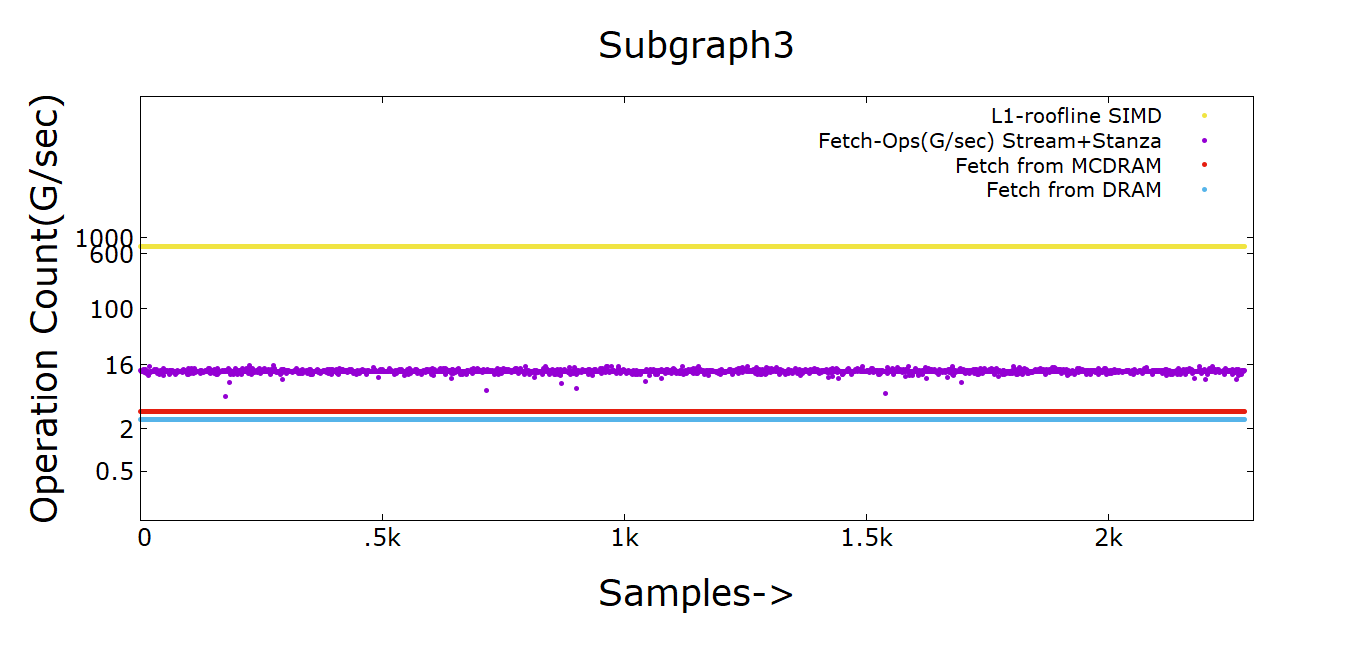 Subgraph3
L1-roofline SIMD
Fetch-Ops(G/sec) Stream+Stanza
Fetch from MCDRAM
Fetch from DRAM
Operation Count(G/sec)
1000
600
100
16
2
0.5
0 .5k 1k 1.5k 2k
Samples->